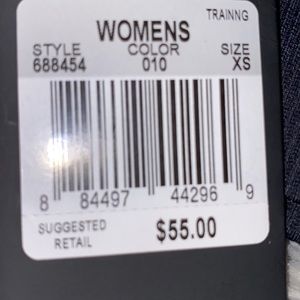 TRAINNG
WOMENS
STYLE COLOR SIZE
688454 010 XS
8 84497 44296 9
SUGGESTED
RETAIL $55.00